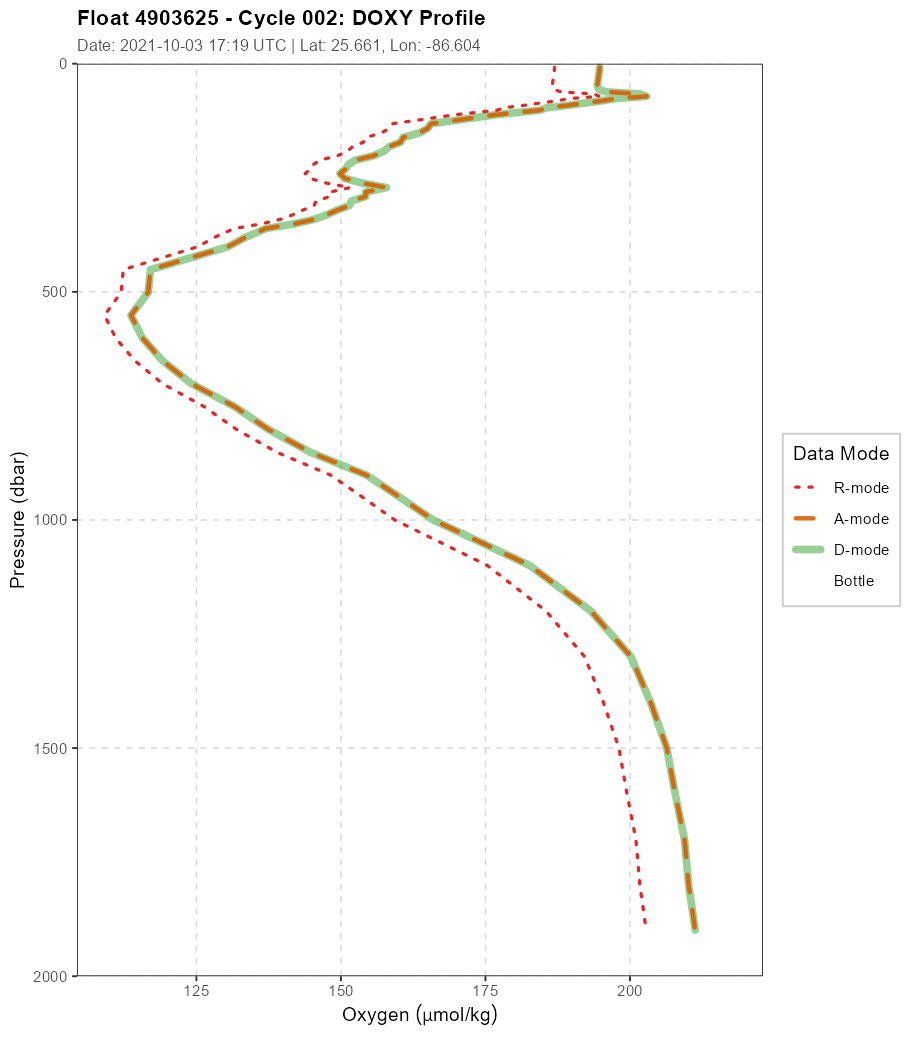 Float 4903625 - Cycle 002: DOXY Profile
Date: 2021-10-03 17:19 UTC | Lat: 25.661, Lon: -86.604
0
500
1000
1500
2000
Pressure (dbar)
125 150 175 200
Oxygen (μmol/kg)
Data Mode
R-mode
A-mode
D-mode
Bottle